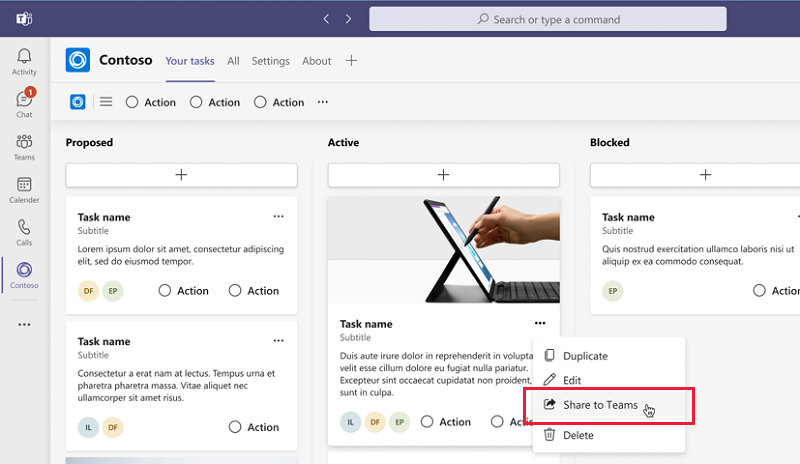 Search or type a command
Activity
1
Chat
Teams
Calender
Calls
Contoso
Contoso
Your tasks
All
Settings
About
Action
Action
Action
Proposed
Task name
Subtitle
Lorem ipsum dolor sit amet, consectetur adipiscing
elit, sed do eiusmod tempor.
DF
EP
Action
Action
Task name
Subtitle
Consectetur a erat nam at lectus. Tempus urna et
pharetra pharetra massa. Vitae aliquet nec
ullamcorper sit amet risus.
IL
DF
Action
Active
Task name
Subtitle
Duis aute irure dolor in reprehenderit in
velit esse cillum dolore eu fugiat nulla pariatur.
Excepteur sint occaecat cupidatat non proident,
sunt in culpa.
IL
DF
EP
Action
Duplicate
Edit
Share to Teams
Delete
Blocked
Task name
Subtitle
Quis nostrud exercitation ullamco laboris nisi ut
aliquip ex ea commodo consequat.
EP
Action